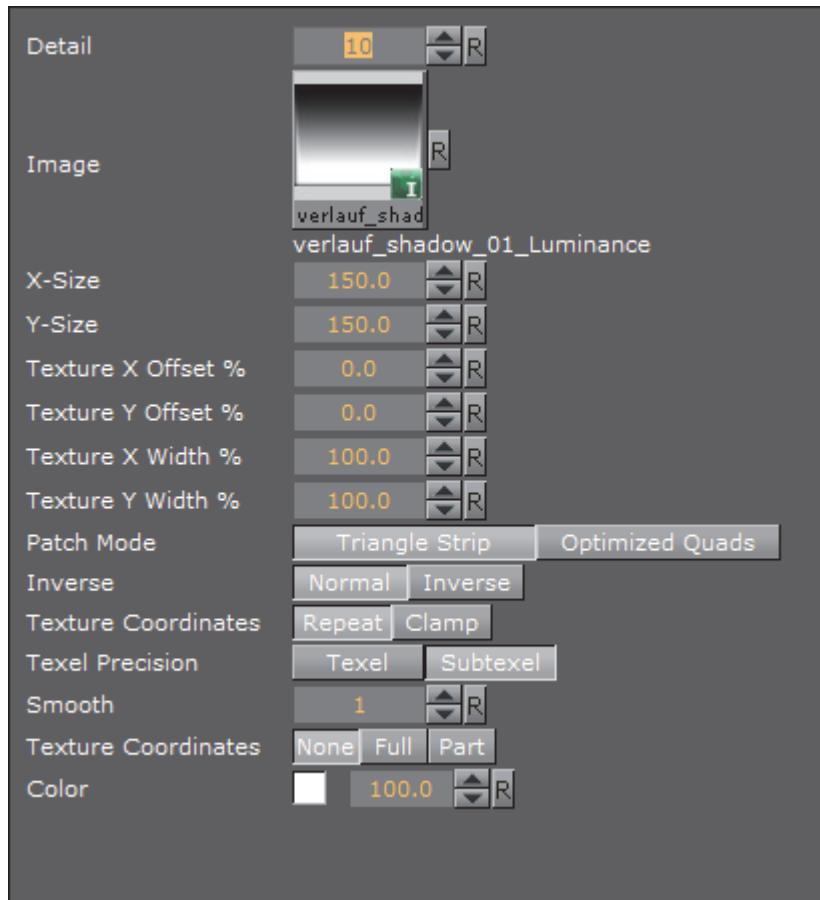 Detail 10 R
Image R
I
verlauf_shad
verlauf_shadow_01_Luminance
X-Size 150.0 R
Y-Size 150.0 R
Texture X Offset % 0.0 R
Texture Y Offset % 0.0 R
Texture X Width % 100.0 R
Texture Y Width % 100.0 R
Patch Mode Triangle Strip Optimized Quads
Inverse Normal Inverse
Texture Coordinates Repeat Clamp
Texel Precision Texel Subtexel
Smooth 1 R
Texture Coordinates None Full Part
Color 100.0 R